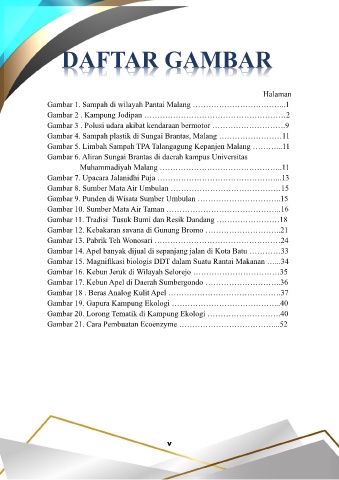 DAFTAR GAMBAR
Halaman
Gambar 1. Sampah di wilayah Pantai Malang ……………………………..1
Gambar 2 . Kampung Jodipan ………………………………………………2
Gambar 3 . Polusi udara akibat kendaraan bermotor ……………………….9
Gambar 4. Sampah plastik di Sungai Brantas, Malang ……………………11
Gambar 5. Limbah Sampah TPA Talangagung Kepanjen Malang ………...11
Gambar 6. Aliran Sungai Brantas di daerah kampus Universitas
Muhammadiyah Malang ……………………………………...11
Gambar 7. Upacara Jalanidhi Puja ………………………………………...13
Gambar 8. Sumber Mata Air Umbulan ……………………………………15
Gambar 9. Punden di Wisata Sumber Umbulan …………………………..15
Gambar 10. Sumber Mata Air Taman ……………………………………..16
Gambar 11. Tradisi Tusuk Bumi dan Resik Dandang ……………………18
Gambar 12. Kebakaran savana di Gunung Bromo ………………………..21
Gambar 13. Pabrik Teh Wonosari …………………………………………24
Gambar 14. Apel banyak dijual di sepanjang jalan di Kota Batu …………33
Gambar 15. Magnifikasi biologis DDT dalam Suatu Rantai Makanan …...34
Gambar 16. Kebun Jeruk di Wilayah Selorejo ……………………………35
Gambar 17. Kebun Apel di Daerah Sumbergondo ………………………..36
Gambar 18 . Beras Analog Kulit Apel …………………………………….37
Gambar 19. Gapura Kampung Ekologi ……………………………………40
Gambar 20. Lorong Tematik di Kampung Ekologi ……………………….40
Gambar 21. Cara Pembuatan Ecoenzyme ………………………………...52
v